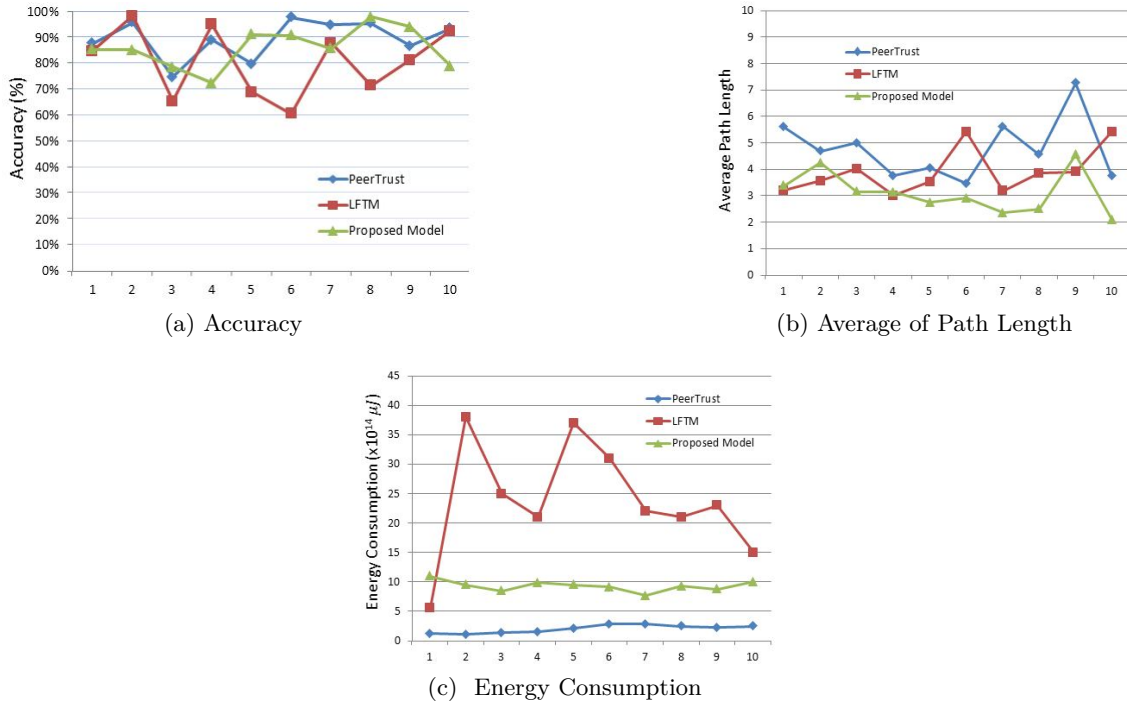 100%
90%
80%
70%
60%
50%
40%
30%
20%
10%
0%
Accuracy (%)
PeerTrust
LFTM
Proposed Model
1 2 3 4 5 6 7 8 9 10
(a) Accuracy
10
9
8
7
6
5
4
3
2
1
0
Average Path Length
PeerTrust
LFTM
Proposed Model
1 2 3 4 5 6 7 8 9 10
(b) Average of Path Length
45
40
35
30
25
20
15
10
5
0
Energy Consumption (x10¹⁴ μJ)
PeerTrust
LFTM
Proposed Model
1 2 3 4 5 6 7 8 9 10
(c) Energy Consumption